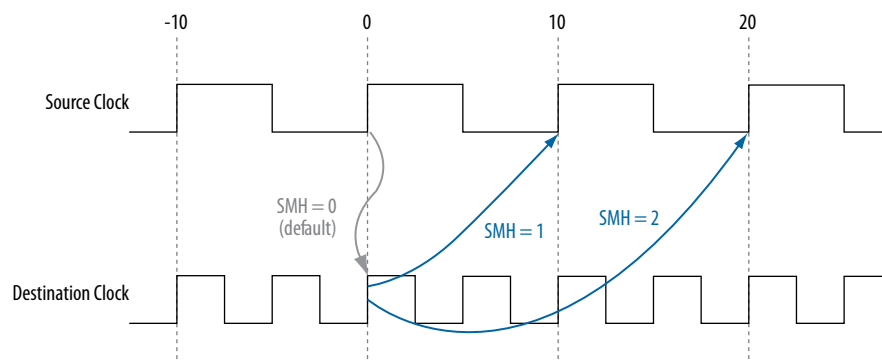 -10 0 10 20
Source Clock
SMH = 0
(default)
SMH = 1
SMH = 2
Destination Clock